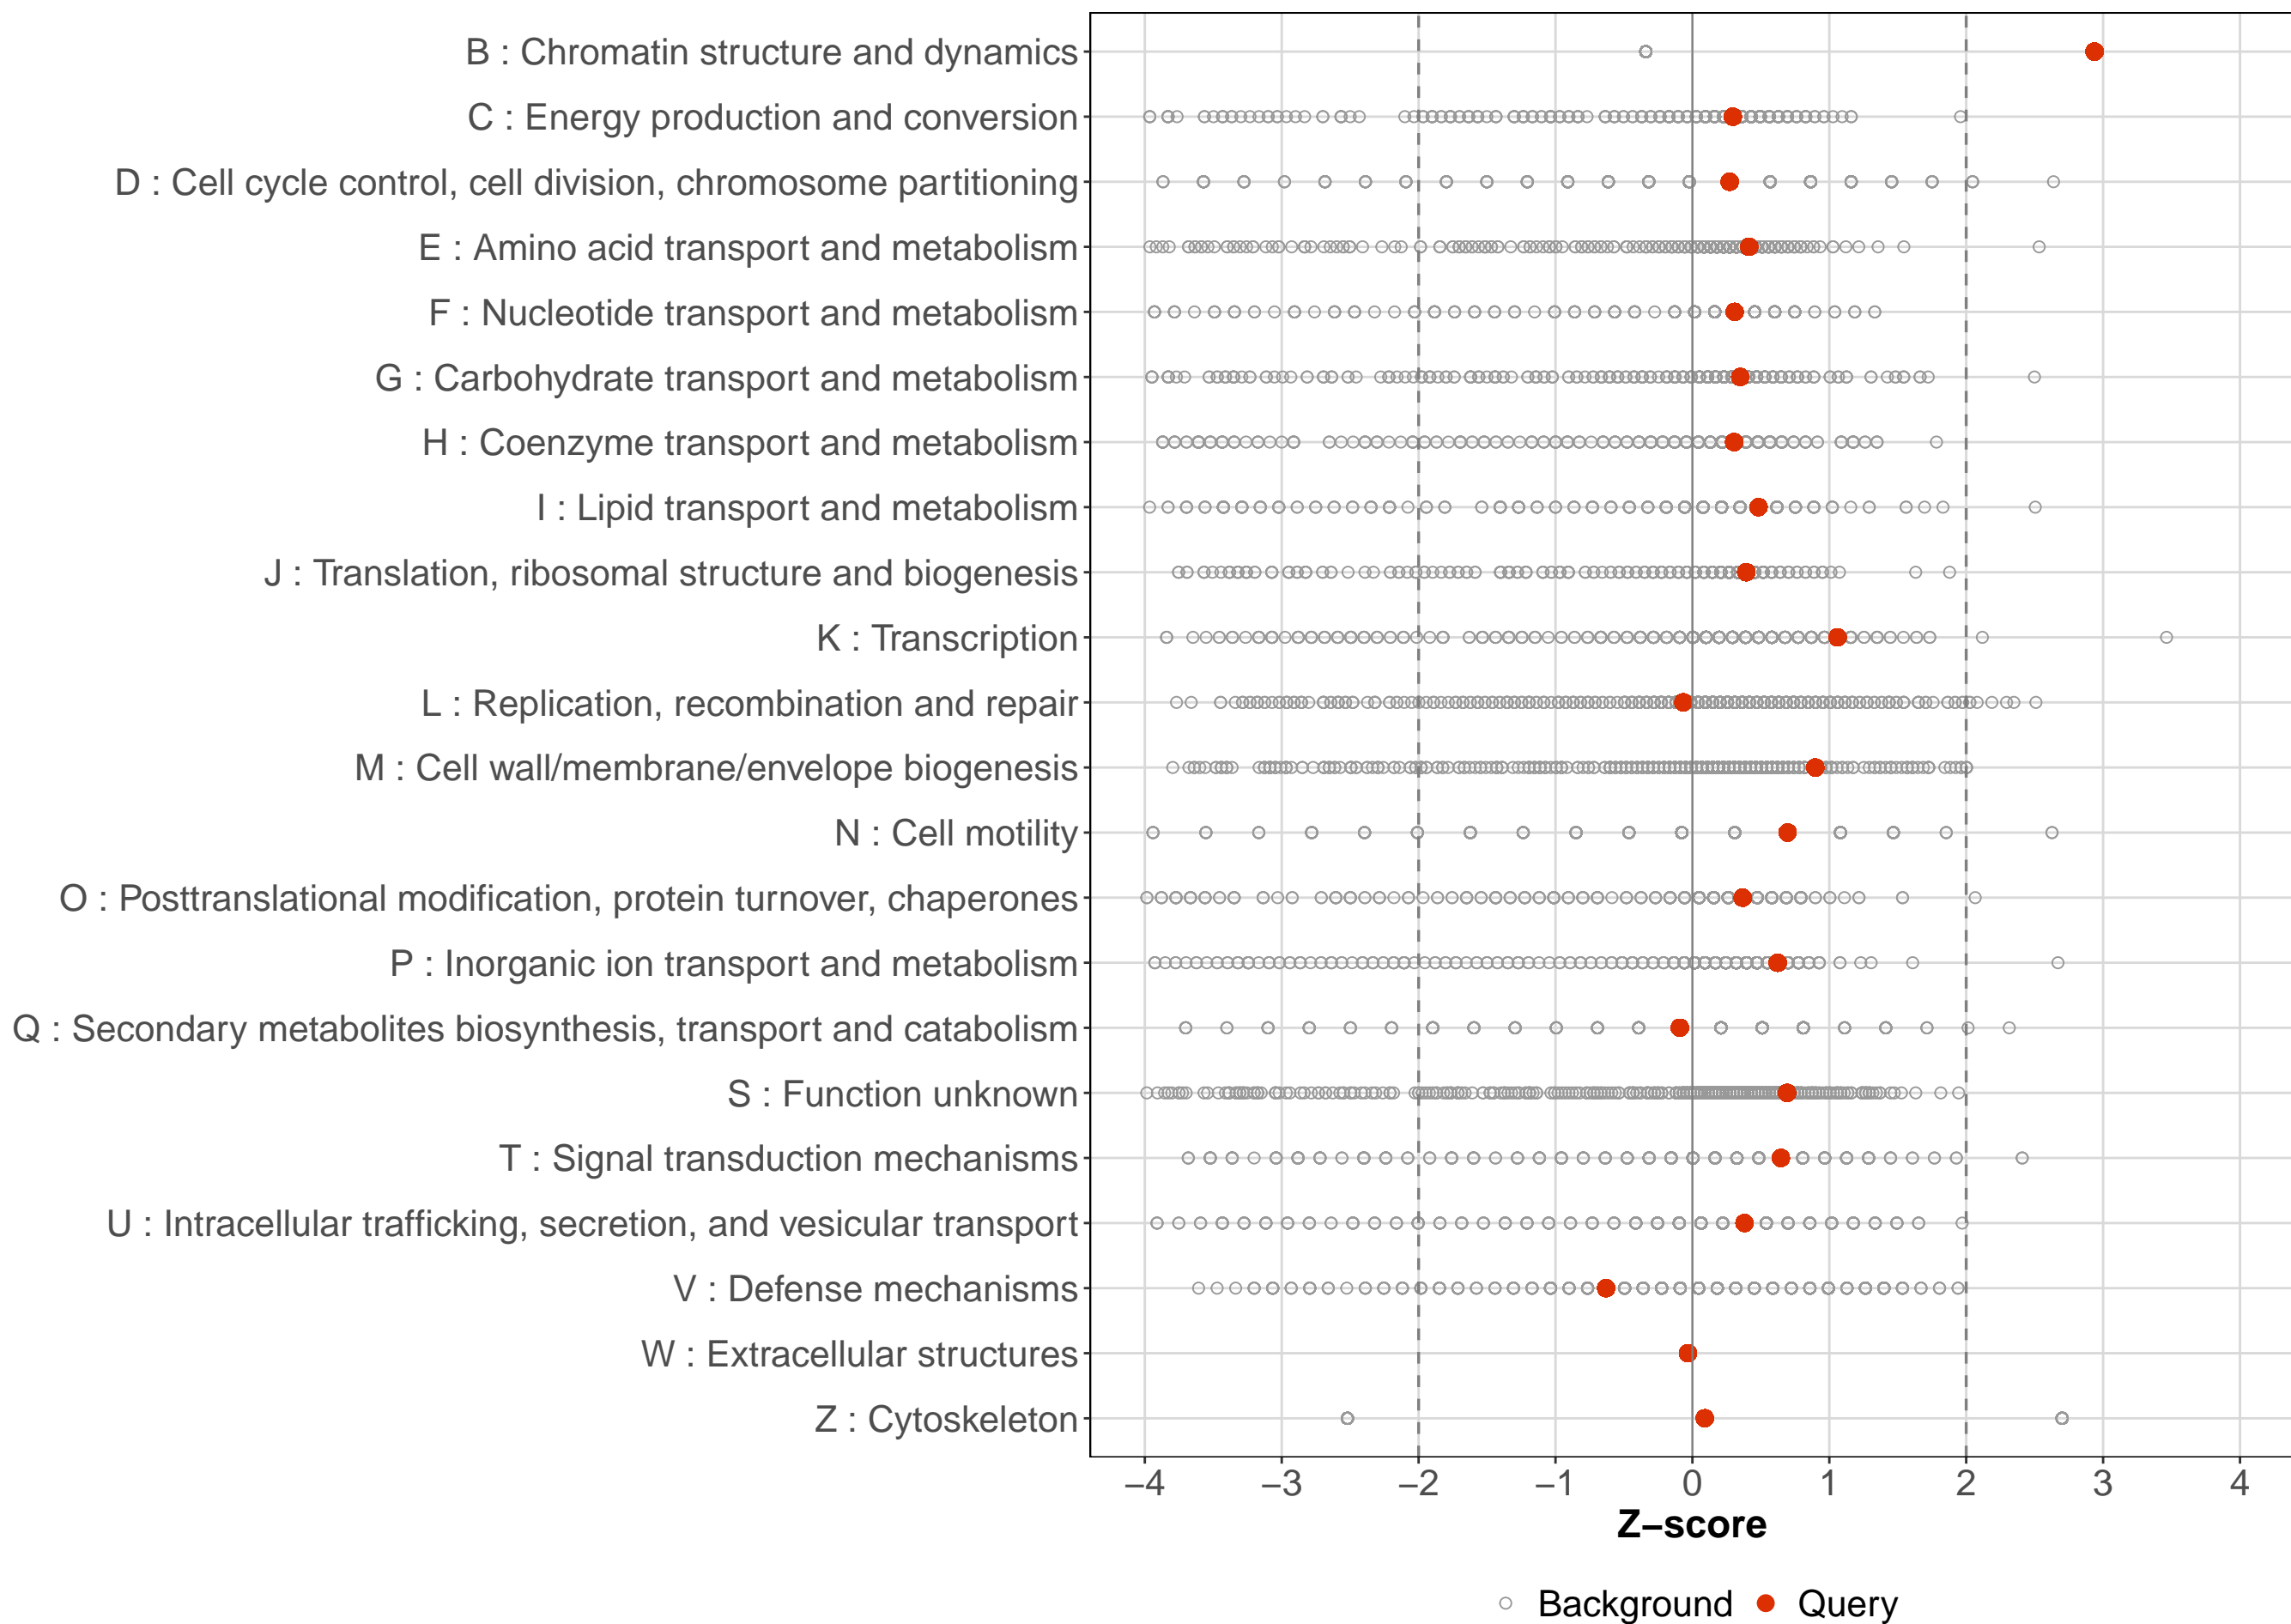 B : Chromatin structure and dynamics
C : Energy production and conversion
D : Cell cycle control, cell division, chromosome partitioning
E : Amino acid transport and metabolism
F : Nucleotide transport and metabolism
G : Carbohydrate transport and metabolism
H : Coenzyme transport and metabolism
I : Lipid transport and metabolism
J : Translation, ribosomal structure and biogenesis
K : Transcription
L : Replication, recombination and repair
M : Cell wall/membrane/envelope biogenesis
N : Cell motility
O : Posttranslational modification, protein turnover, chaperones
P : Inorganic ion transport and metabolism
Q : Secondary metabolites biosynthesis, transport and catabolism
S : Function unknown
T : Signal transduction mechanisms
U : Intracellular trafficking, secretion, and vesicular transport
V : Defense mechanisms
W : Extracellular structures
Z : Cytoskeleton
−4 −3 −2 −1 0 1 2 3 4
Z−score
Background Query